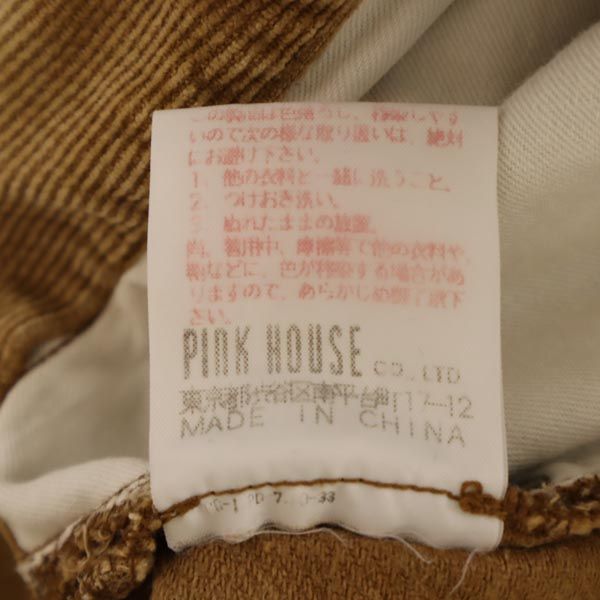 この製品は色落ちし、移染しやす
いので次の様な取り扱いは、絶対
にお避け下さい。
1. 他の衣料と一緒に洗うこと。
2. つけおき洗い。
3. ぬれたままの放置。
尚、着用中、摩擦等で他の衣料や、
靴などに、色が移染する場合があ
りますので、あらかじめ御了承下
さい。
PINK HOUSE CO., LTD
東京都渋谷区南平台町17-12
MADE IN CHINA